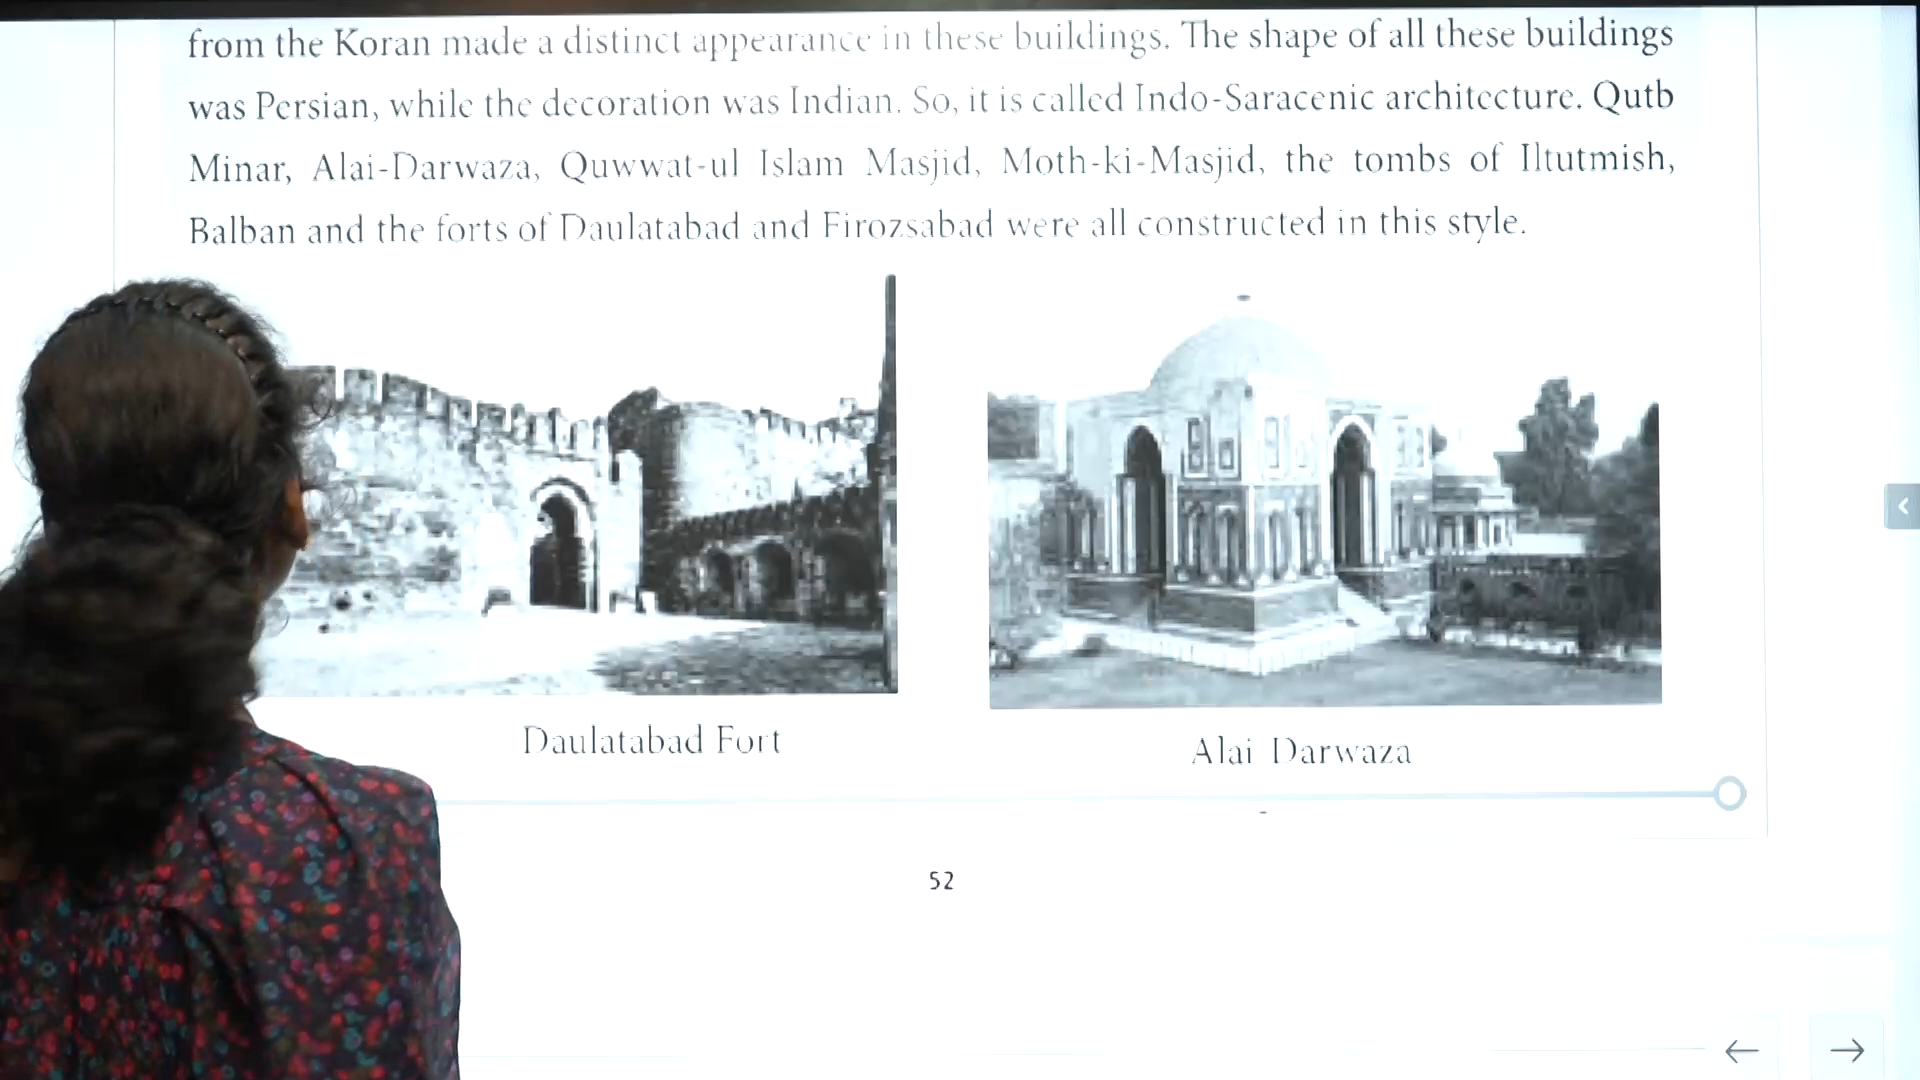 from the Koran made a distinct appearance in these buildings. The shape of all these buildings
was Persian, while the decoration was Indian. So, it is called Indo-Saracenic architecture. Qutb
Minar, Alai-Darwaza, Quwwat-ul Islam Masjid, Moth-ki-Masjid, the tombs of Iltutmish,
Balban and the forts of Daulatabad and Firozsabad were all constructed in this style.
Daulatabad Fort
Alai Darwaza
52